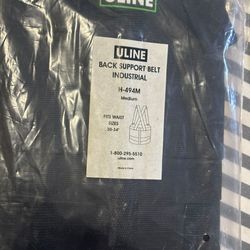 ULINE
ULINE
BACK SUPPORT BELT
INDUSTRIAL
H-494M
Medium
FITS WAIST
SIZES
30-34"
1-800-295-5510
uline.com